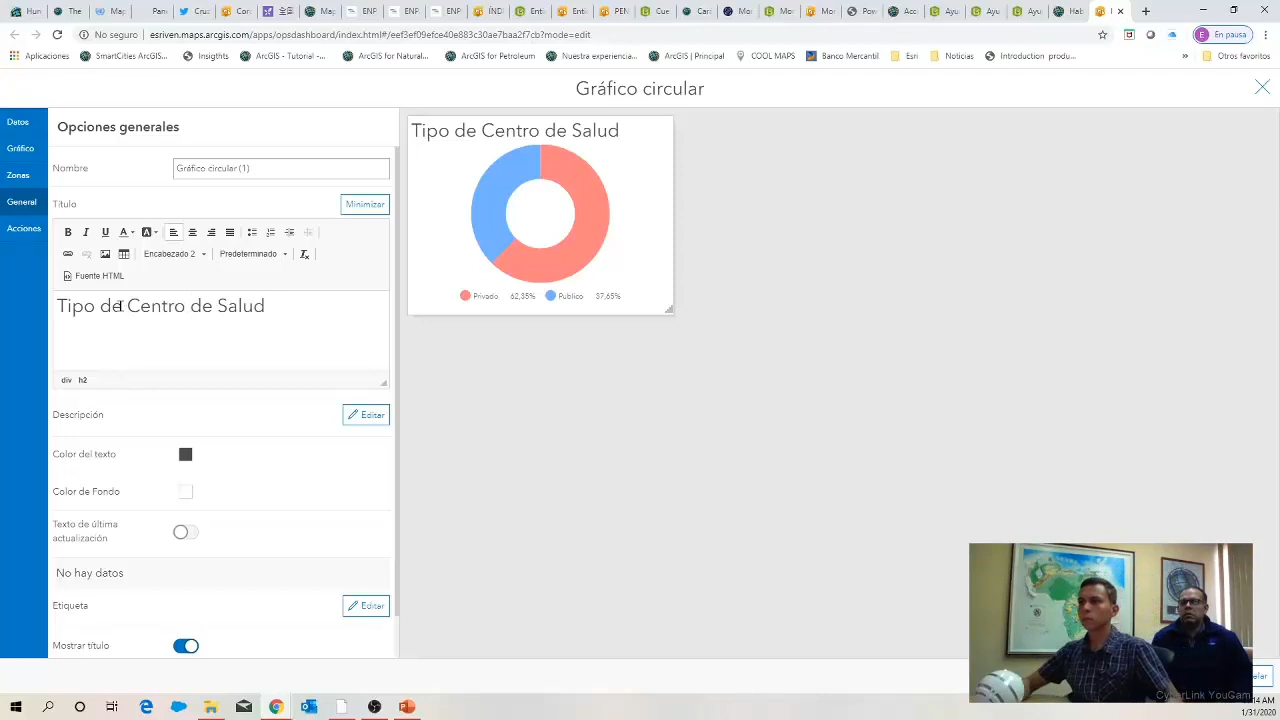 No seguro
esriven.maps.arcgis.com/apps/opsdashboard/index.html#/eef3ef09efce40e883c30ae7baa2f7cb?mode=edit
En pausa
Aplicaciones
SmartCities ArcGIS...
Insigths
ArcGIS - Tutorial -...
ArcGIS for Natural...
ArcGIS for Transpo...
Nuestra experiencia...
ArcGIS | Principal
COOL MAPS
Banco Mercantil
Esri
Noticias
Introduction produ...
»
Otros favoritos
Gráfico circular
Datos
Gráfico
Zonas
General
Acciones
Opciones generales
Nombre
Gráfico circular (1)
Título
Minimizar
B I U A A
Encabezado 2
Predeterminado
Fuente HTML
Tipo de Centro de Salud
div h2
Descripción
Editar
Color del texto
Color de Fondo
Texto de última
actualización
No hay datos
Etiqueta
Editar
Mostrar título
Tipo de Centro de Salud
Privado 62,35%
Publico 37,65%
CyberLink YouCam
1/31/2020